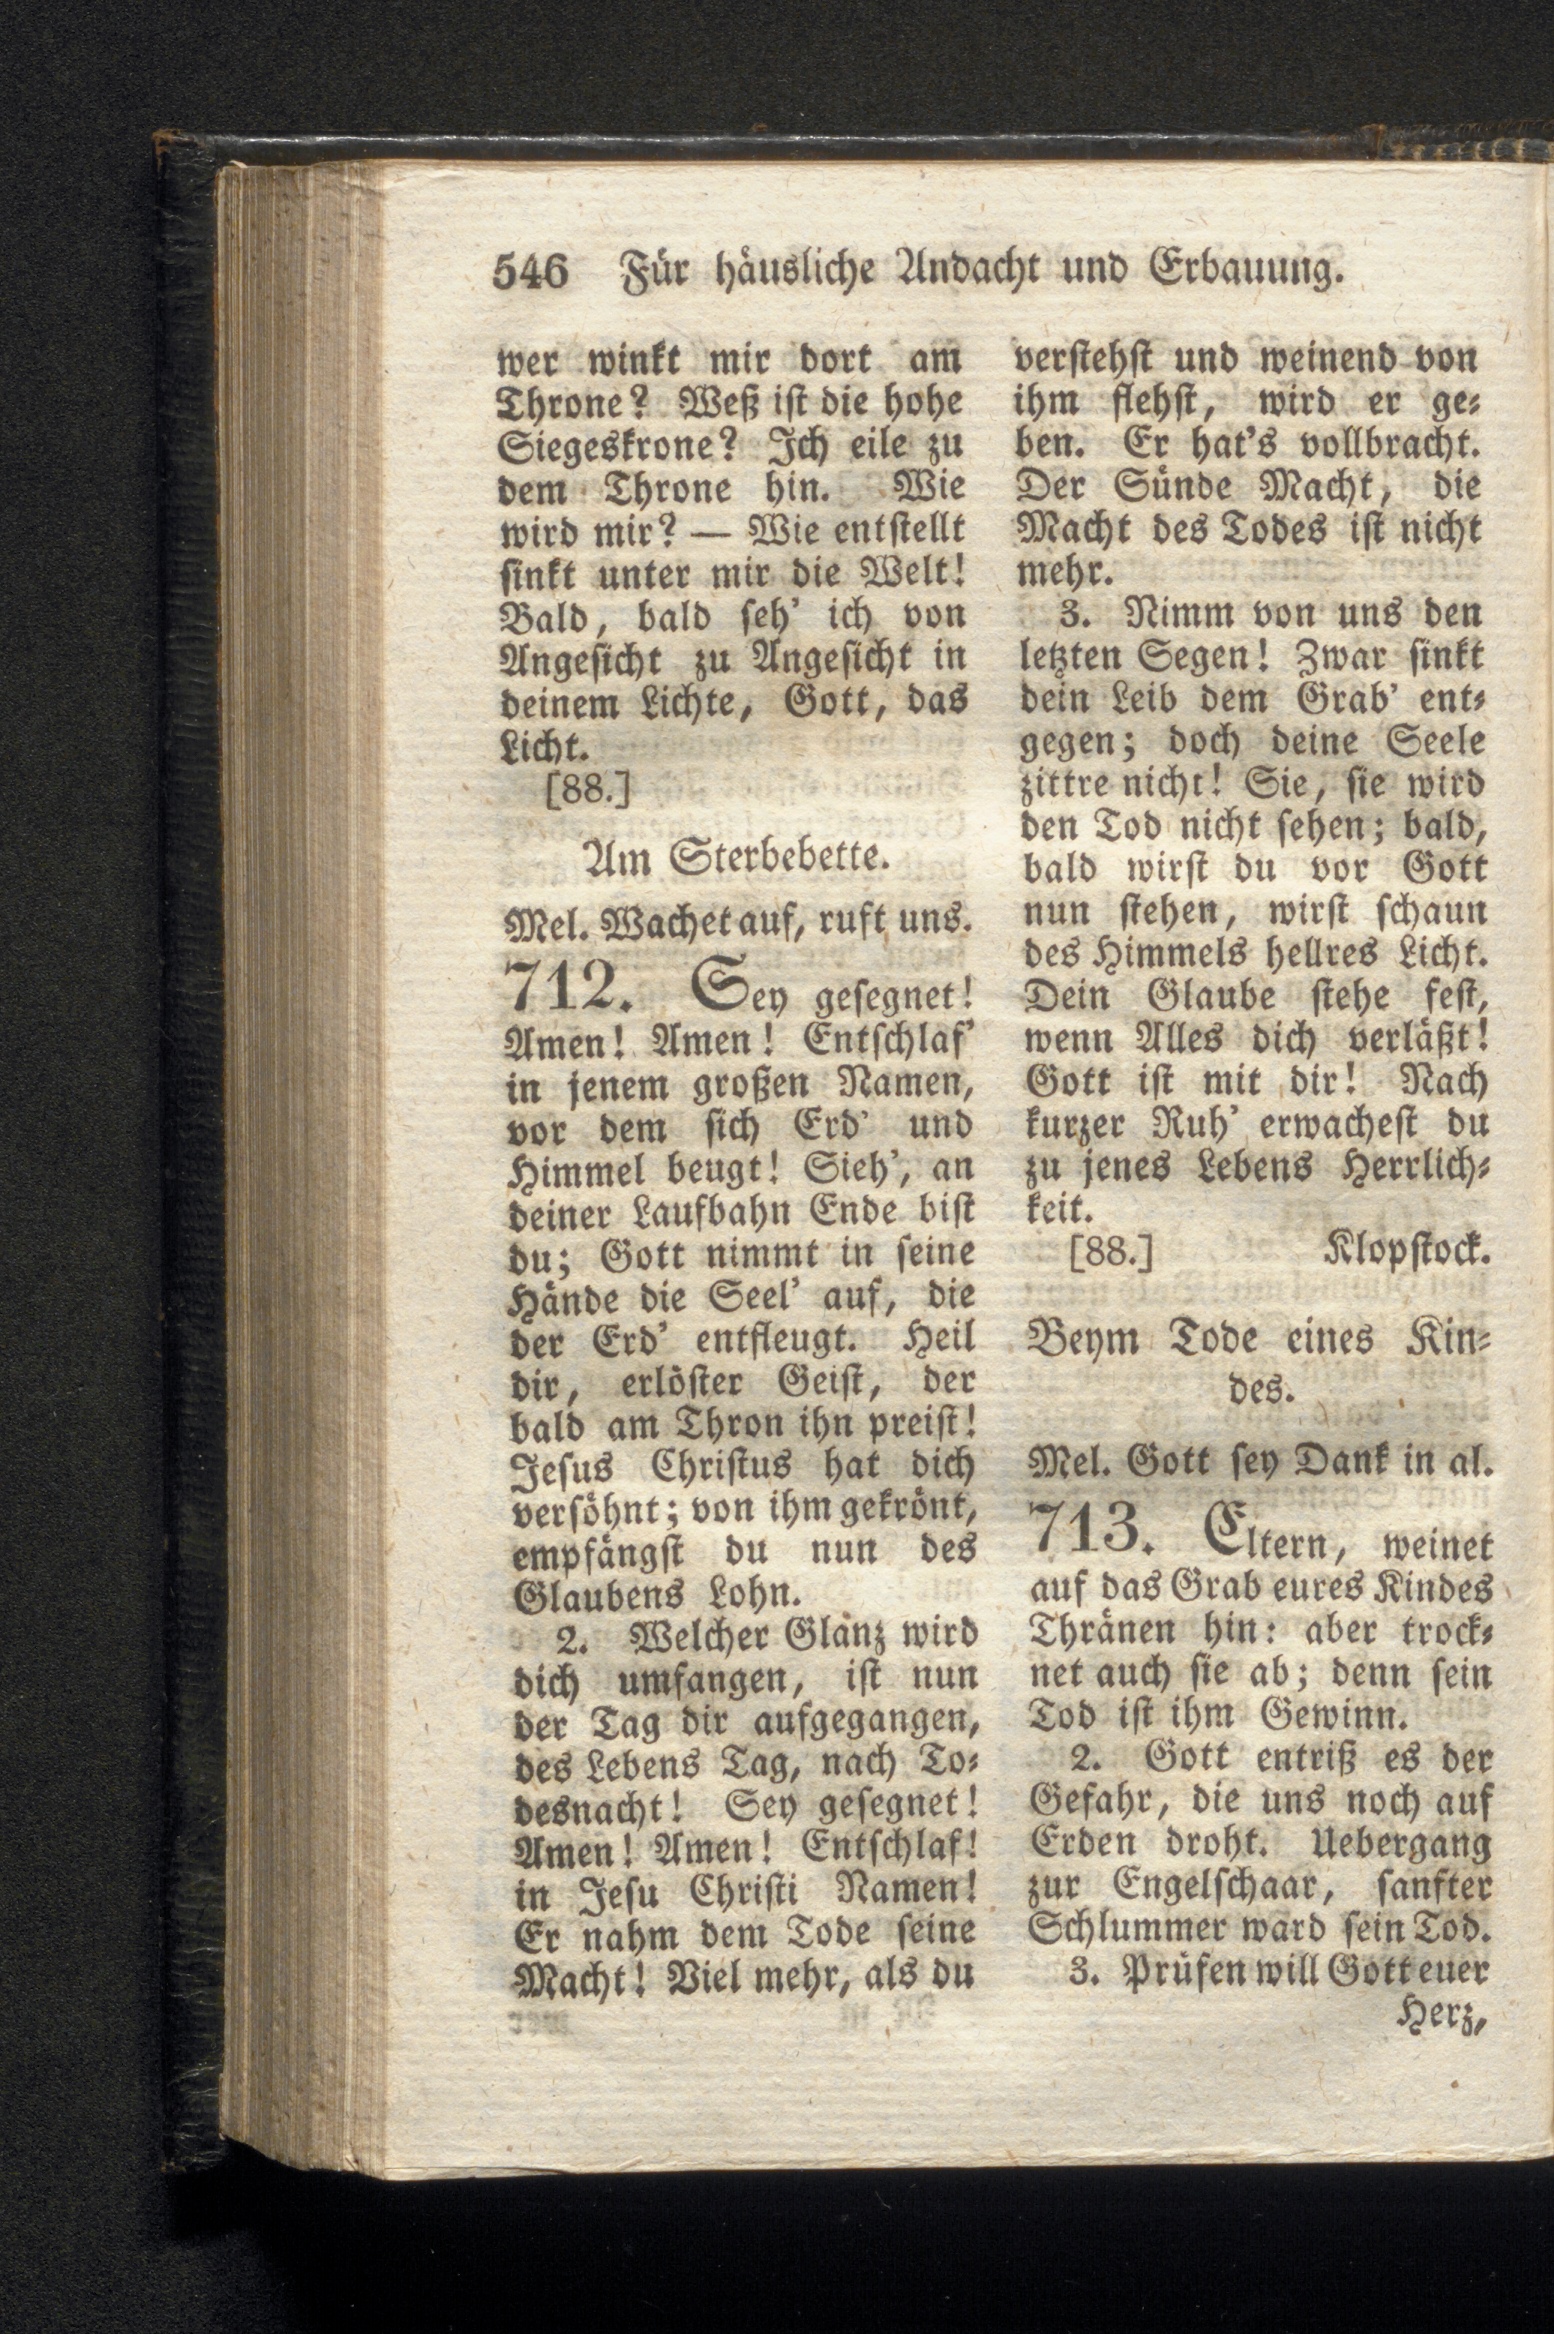 546 Für häusliche Andacht und Erbauung.
wer winkt mir dort am
Throne? Weß ist die hohe
Siegeskrone? Ich eile zu
dem Throne hin. Wie
wird mir? — Wie entstellt
sinkt unter mir die Welt!
Bald, bald seh' ich von
Angesicht zu Angesicht in
deinem Lichte, Gott, das
Licht.
[88.]
Am Sterbebette.
Mel. Wachet auf, ruft uns.
712. Sey gesegnet!
Amen! Amen! Entschlaf'
in jenem großen Namen,
vor dem sich Erd' und
Himmel beugt! Sieh', an
deiner Laufbahn Ende bist
du; Gott nimmt in seine
Hände die Seel' auf, die
der Erd' entfleugt. Heil
dir, erlöster Geist, der
bald am Thron ihn preist!
Jesus Christus hat dich
versöhnt; von ihm gekrönt,
empfängst du nun des
Glaubens Lohn.
2. Welcher Glanz wird
dich umfangen, ist nun
der Tag dir aufgegangen,
des Lebens Tag, nach To-
desnacht! Sey gesegnet!
Amen! Amen! Entschlaf!
in Jesu Christi Namen!
Er nahm dem Tode seine
Macht! Viel mehr, als du
verstehst und weinend von
ihm flehst, wird er ge-
ben. Er hat's vollbracht.
Der Sünde Macht, die
Macht des Todes ist nicht
mehr.
3. Nimm von uns den
letzten Segen! Zwar sinkt
dein Leib dem Grab' ent-
gegen; doch deine Seele
zittre nicht! Sie, sie wird
den Tod nicht sehen; bald,
bald wirst du vor Gott
nun stehen, wirst schaun
des Himmels hellres Licht.
Dein Glaube stehe fest,
wenn Alles dich verläßt!
Gott ist mit dir! Nach
kurzer Ruh' erwachest du
zu jenes Lebens Herrlich-
keit.
[88.] Klopstock.
Beym Tode eines Kin-
des.
Mel. Gott sey Dank in al.
713. Eltern, weinet
auf das Grab eures Kindes
Thränen hin: aber trock-
net auch sie ab; denn sein
Tod ist ihm Gewinn.
2. Gott entriß es der
Gefahr, die uns noch auf
Erden droht. Uebergang
zur Engelschaar, sanfter
Schlummer ward sein Tod.
3. Prüfen will Gott euer
Herz,